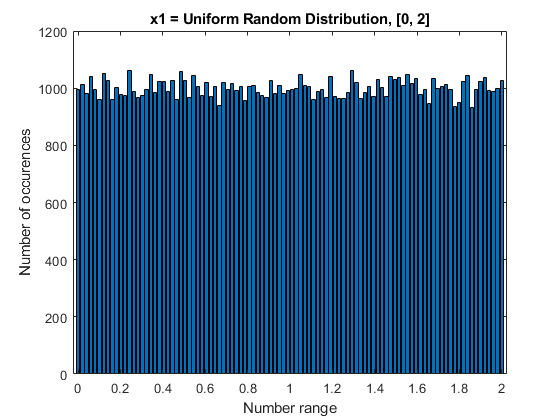 x1 = Uniform Random Distribution, [0, 2]
1200
1000
800
600
400
200
0
Number of occurences
0 0.2 0.4 0.6 0.8 1 1.2 1.4 1.6 1.8 2
Number range